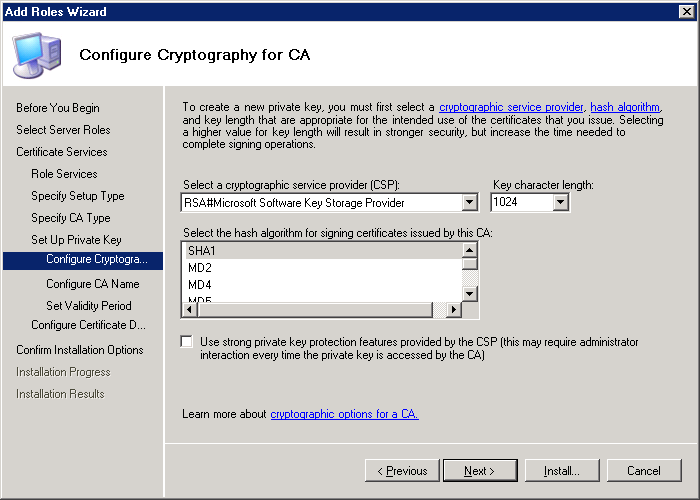 Add Roles Wizard
Configure Cryptography for CA
Before You Begin
Select Server Roles
Certificate Services
Role Services
Specify Setup Type
Specify CA Type
Set Up Private Key
Configure Cryptogra...
Configure CA Name
Set Validity Period
Configure Certificate D...
Confirm Installation Options
Installation Progress
Installation Results
To create a new private key, you must first select a cryptographic service provider, hash algorithm,
and key length that are appropriate for the intended use of the certificates that you issue. Selecting
a higher value for key length will result in stronger security, but increase the time needed to
complete signing operations.
Select a cryptographic service provider (CSP):
Key character length:
RSA#Microsoft Software Key Storage Provider
1024
Select the hash algorithm for signing certificates issued by this CA:
SHA1
MD2
MD4
MD5
Use strong private key protection features provided by the CSP (this may require administrator
interaction every time the private key is accessed by the CA)
Learn more about cryptographic options for a CA.
< Previous
Next >
Install...
Cancel